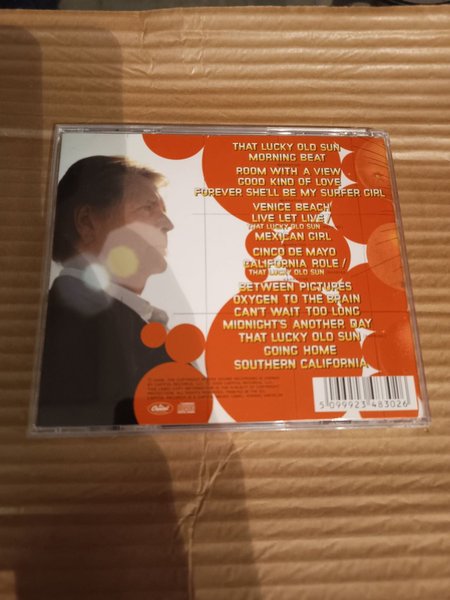 THAT LUCKY OLD SUN
MORNING BEAT
ROOM WITH A VIEW
GOOD KIND OF LOVE
FOREVER SHE'LL BE MY SURFER GIRL
VENICE BEACH
LIVE LET LIVE /
THAT LUCKY OLD SUN
MEXICAN GIRL
CINCO DE MAYO
CALIFORNIA ROLE /
THAT LUCKY OLD SUN
BETWEEN PICTURES
OXYGEN TO THE BRAIN
CAN'T WAIT TOO LONG
MIDNIGHT'S ANOTHER DAY
THAT LUCKY OLD SUN
GOING HOME
SOUTHERN CALIFORNIA
Capitol
5 099923 483026